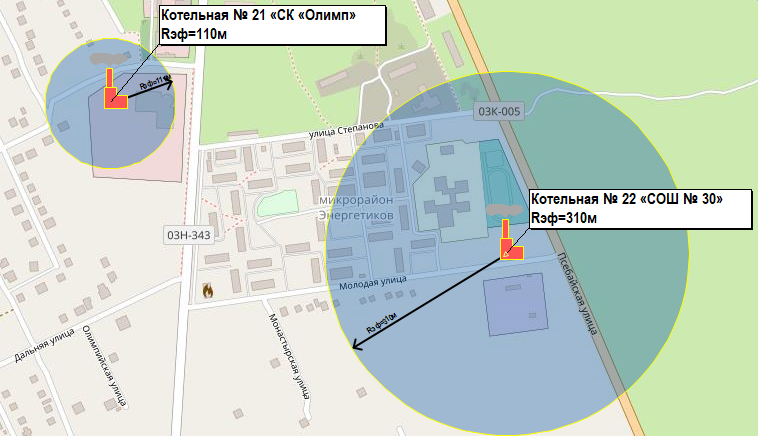 Котельная № 21 «СК «Олимп»
Rэф=110м
Rэф=110м
03К-005
улица Степанова
микрорайон
Энергетиков
Котельная № 22 «СОШ № 30»
Rэф=310м
03Н-343
Молодая улица
Псебайская улица
Rэф=310м
Дальняя улица
Олимпийская улица
Монастырская улица